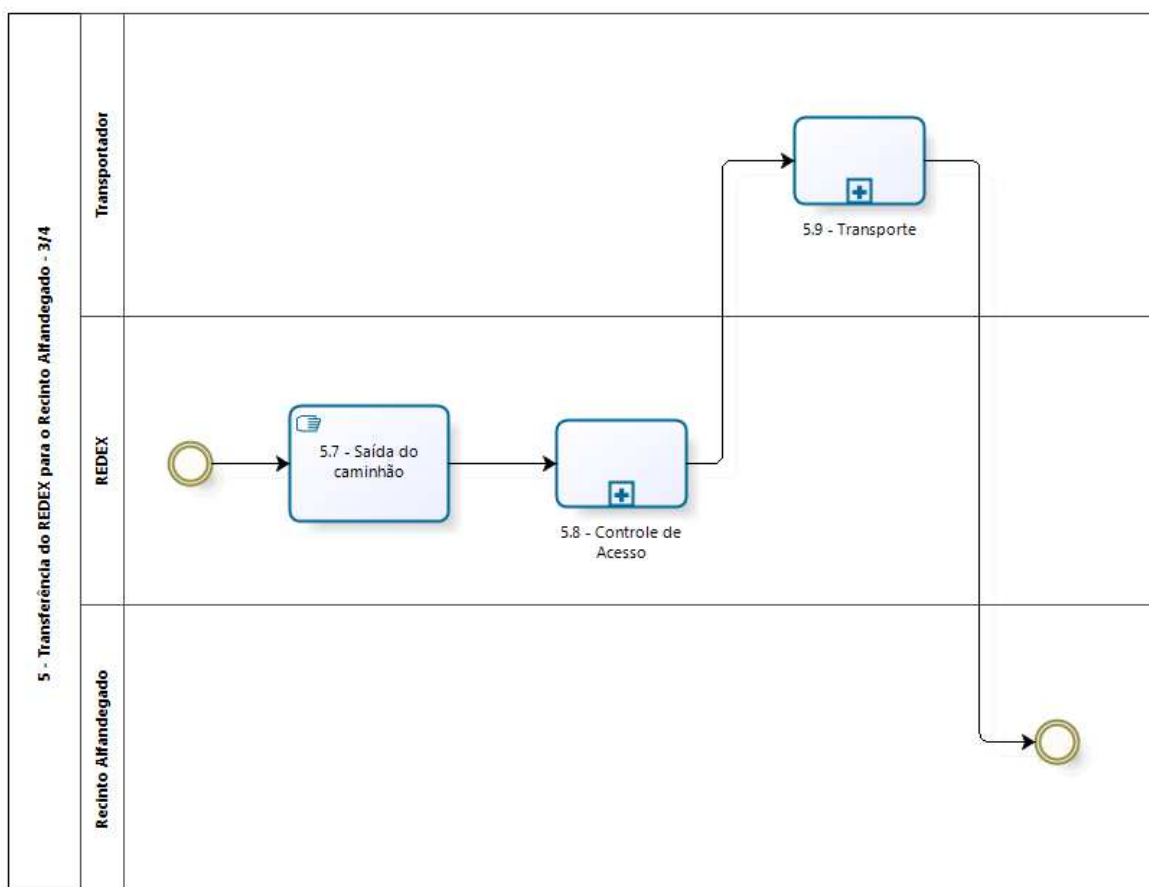 5 - Transferência do REDEX para o Recinto Alfandegado - 3/4
Transportador
5.9 - Transporte
REDEX
5.7 - Saída do
caminhão
5.8 - Controle de
Acesso
Recinto Alfandegado